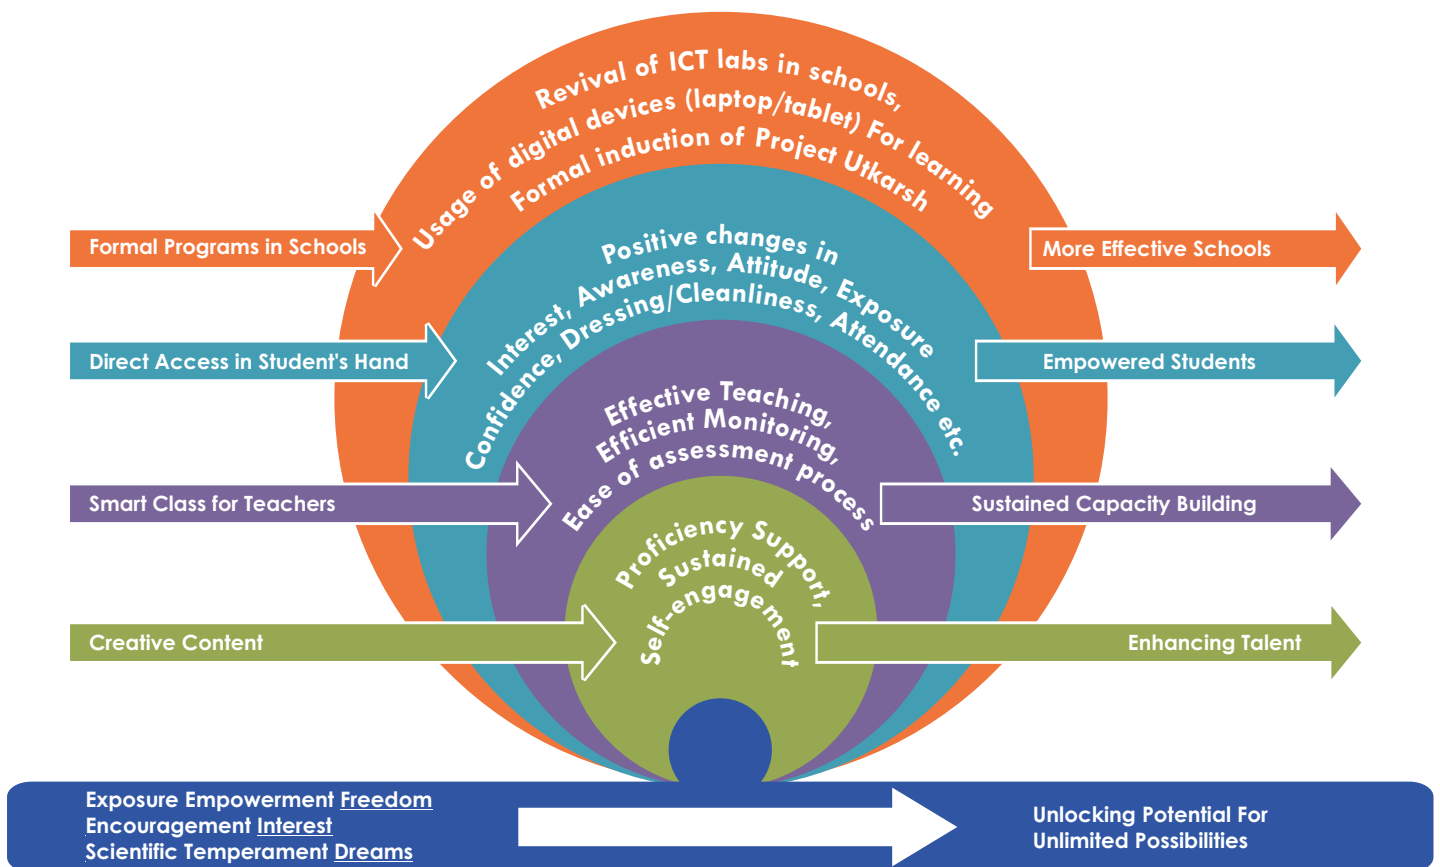 Revival of ICT labs in schools,
Usage of digital devices (laptop/tablet) For learning
Formal induction of Project Utkarsh
Formal Programs in Schools
More Effective Schools
Positive changes in
Interest, Awareness, Attitude, Exposure
Confidence, Dressing/Cleanliness, Attendance etc.
Direct Access in Student's Hand
Empowered Students
Effective Teaching,
Efficient Monitoring,
Ease of assessment process
Smart Class for Teachers
Sustained Capacity Building
Proficiency Support,
Sustained
Self-engagement
Creative Content
Enhancing Talent
Exposure Empowerment Freedom
Encouragement Interest
Scientific Temperament Dreams
Unlocking Potential For
Unlimited Possibilities